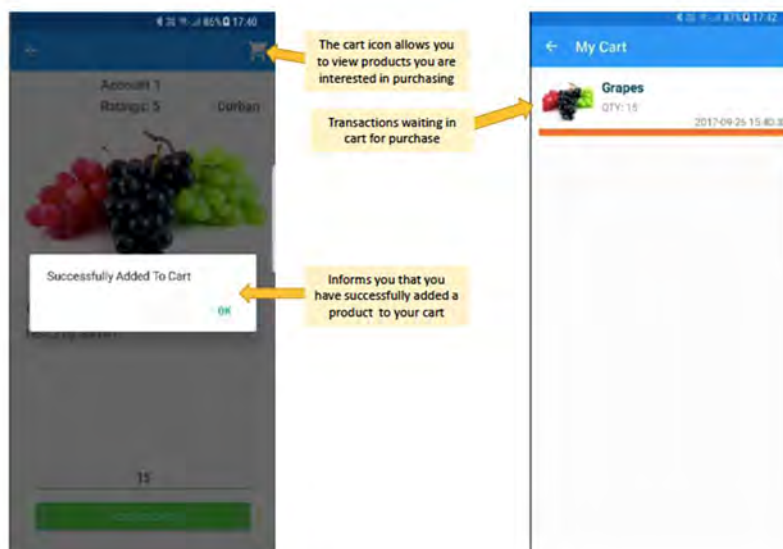 85% 17:40
Account 1
Ratings: 5 Durban
Successfully Added To Cart
OK
15
The cart icon allows you
to view products you are
interested in purchasing
Transactions waiting in
cart for purchase
Informs you that you
have successfully added a
product to your cart
87% 17:42
My Cart
Grapes
QTY: 15
2017-09-26